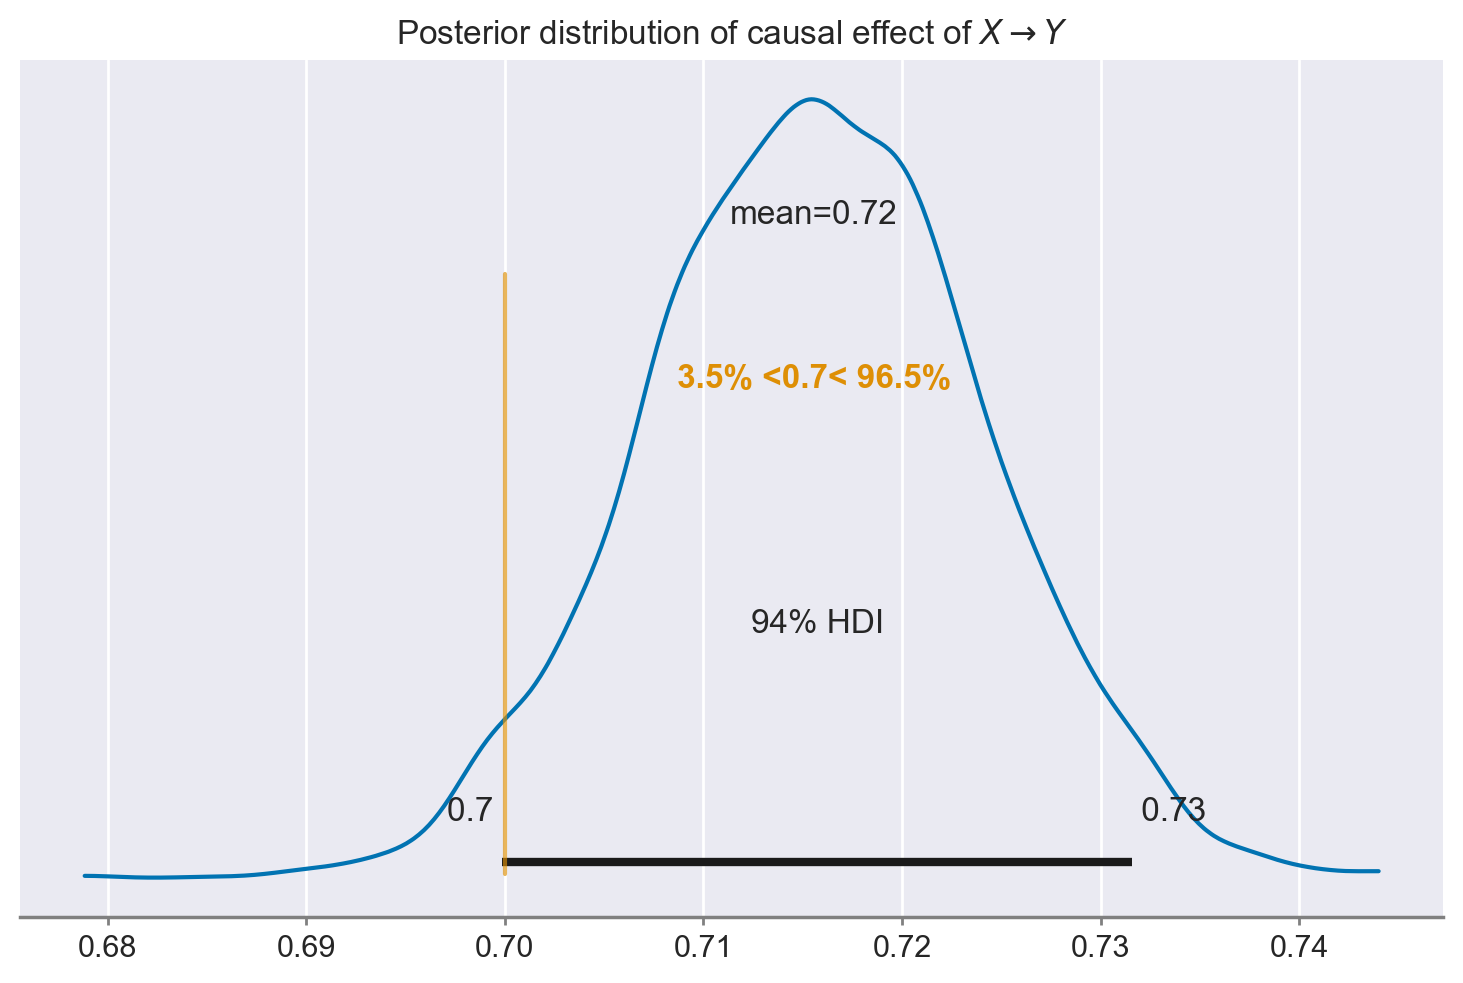 Posterior distribution of causal effect of X → Y
mean=0.72
3.5% <0.7< 96.5%
94% HDI
0.7 0.73
0.68 0.69 0.70 0.71 0.72 0.73 0.74